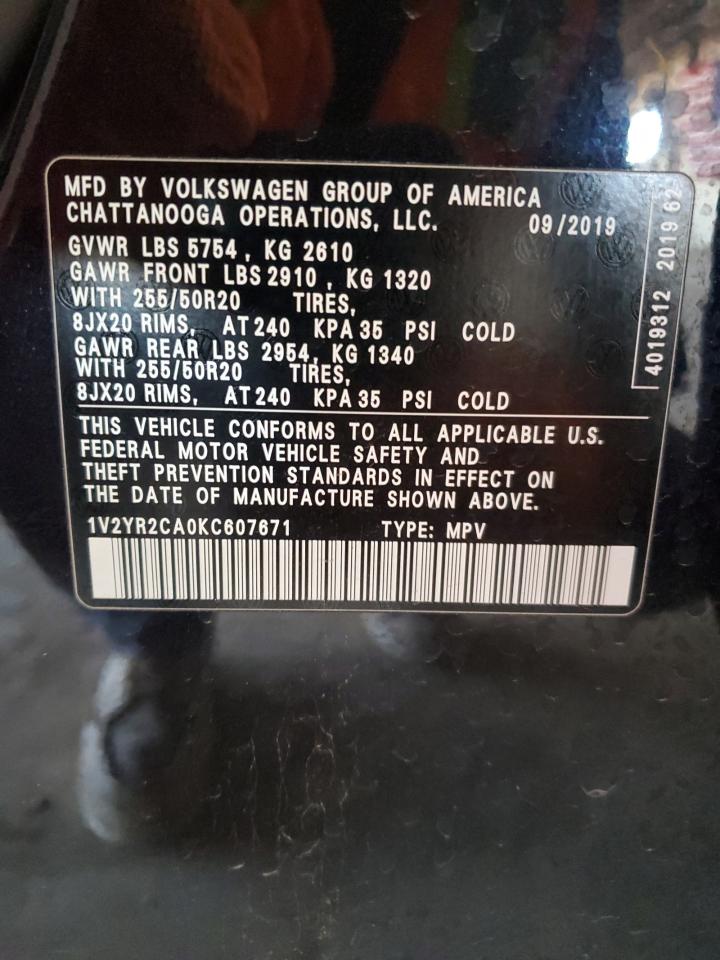 MFD BY VOLKSWAGEN GROUP OF AMERICA
CHATTANOOGA OPERATIONS, LLC. 09/2019
GVWR LBS 5754, KG 2610
GAWR FRONT LBS 2910, KG 1320
WITH 255/50R20 TIRES,
8JX20 RIMS, AT 240 KPA 35 PSI COLD
GAWR REAR LBS 2954, KG 1340
WITH 255/50R20 TIRES,
8JX20 RIMS, AT 240 KPA 35 PSI COLD
THIS VEHICLE CONFORMS TO ALL APPLICABLE U.S.
FEDERAL MOTOR VEHICLE SAFETY AND
THEFT PREVENTION STANDARDS IN EFFECT ON
THE DATE OF MANUFACTURE SHOWN ABOVE.
1V2YR2CA0KC607671 TYPE: MPV
4019312 2019 62